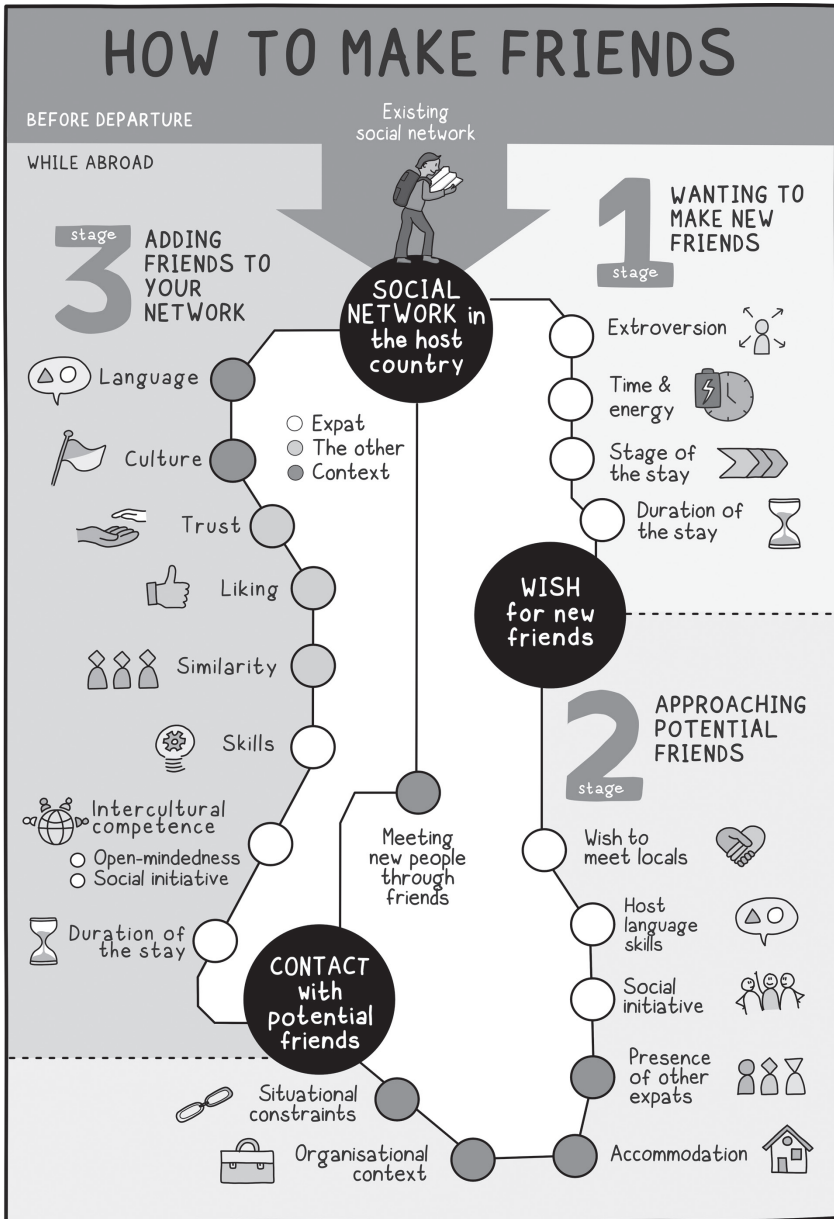 HOW TO MAKE FRIENDS
BEFORE DEPARTURE
Existing
social network
WHILE ABROAD
stage
1
WANTING TO
MAKE NEW
FRIENDS
stage
3
ADDING
FRIENDS TO
YOUR
NETWORK
SOCIAL
NETWORK in
the host
country
Extroversion
Time &
energy
Stage of
the stay
Duration of
the stay
Language
Culture
Trust
Liking
Similarity
Skills
Intercultural
competence
Open-mindedness
Social initiative
Duration of
the stay
Expat
The other
Context
WISH
for new
friends
2
stage
APPROACHING
POTENTIAL
FRIENDS
Meeting
new people
through
friends
Wish to
meet locals
Host
language
skills
Social
initiative
Presence
of other
expats
Accommodation
CONTACT
with
potential
friends
Situational
constraints
Organisational
context